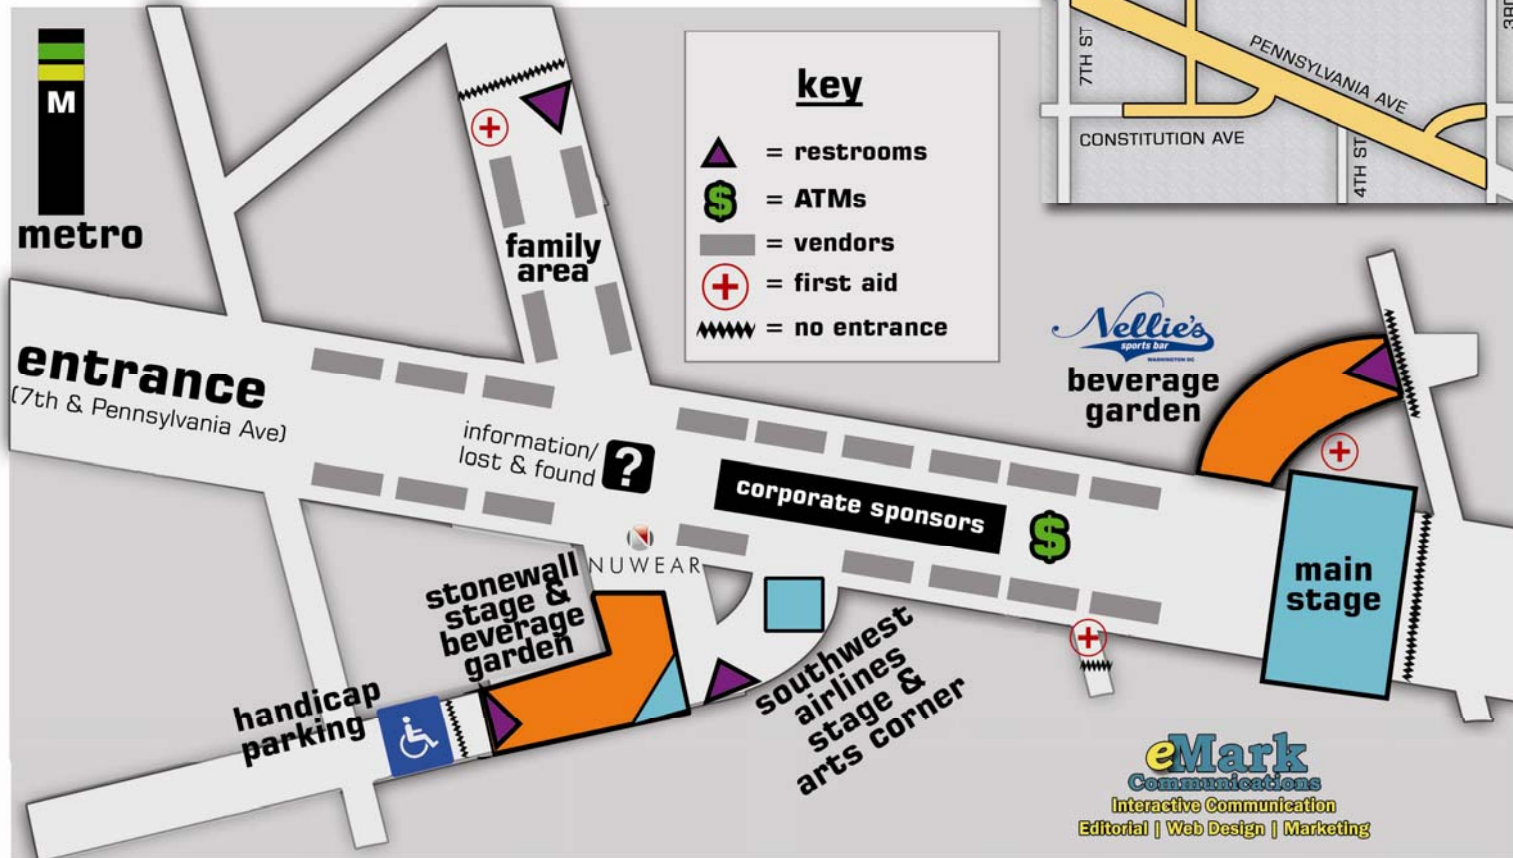 M
metro
key
= restrooms
$ = ATMs
= vendors
= first aid
= no entrance
7TH ST
PENNSYLVANIA AVE
CONSTITUTION AVE
4TH ST
family
area
entrance
(7th & Pennsylvania Ave)
information/
lost & found
?
corporate sponsors
$
NUWEAR
Nellie's
sports bar
WASHINGTON DC
beverage
garden
main
stage
stonewall
stage &
beverage
garden
handicap
parking
southwest
airlines
stage &
arts corner
eMark
Communications
Interactive Communication
Editorial | Web Design | Marketing